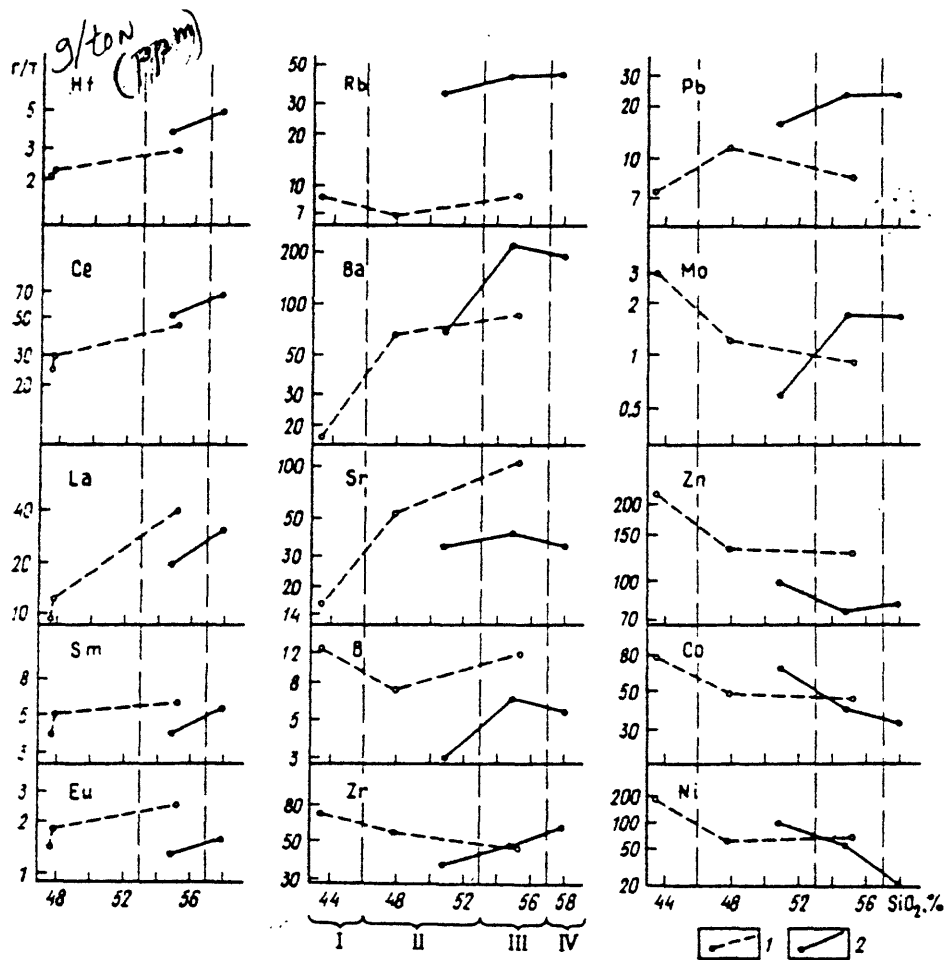 g/ton
(ppm)
г/т
Hf
5
3
2
Ce
70
50
30
20
La
40
20
10
Sm
8
5
3
Eu
3
2
1
48 52 56
Rb
50
30
20
10
7
Ba
200
100
50
30
20
Sr
100
50
30
20
14
B
12
8
5
3
Zr
80
50
30
44 48 52 56 58
I II III IV
Pb
30
20
10
7
Mo
3
2
1
0.5
Zn
200
150
100
70
Co
80
50
30
Ni
200
100
50
20
44 48 52 56 SiO₂,%
1 2